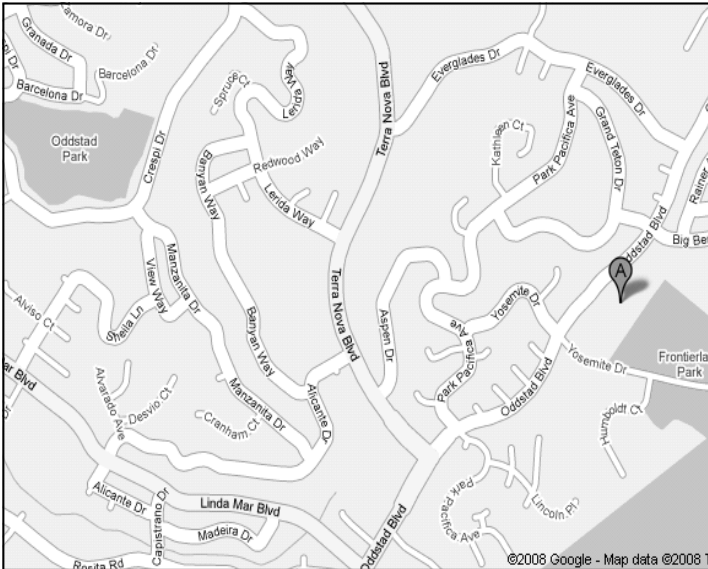 Zamora Dr
Granada Dr
Barcelona Dr
Barcelona Dr
Oddstad
Park
Crespi Dr
Spruce Ct
Lerida Way
Banyan Way
Redwood Way
Lerida Way
Terra Nova Blvd
Everglades Dr
Everglades Dr
Kathleen Ct
Park Pacifica Ave
Grand Teton Dr
Oddstad Blvd
A
View Way
Manzanita Dr
Sheila Ln
Alviso Ct
Terra Nova Blvd
Banyan Way
Aspen Dr
Yosemite Dr
Park Pacifica Ave
Yosemite Dr
Frontierla
Park
Oddstad Blvd
Humboldt Ct
Alvarado Ave
Desvio Ct
Cranham Ct
Manzanita Dr
Alicante Dr
Alicante Dr
Capistrano Dr
Linda Mar Blvd
Madeira Dr
Rosita Rd
Oddstad Blvd
Park Pacifica Ave
Lincoln Pl
©2008 Google - Map data ©2008 T